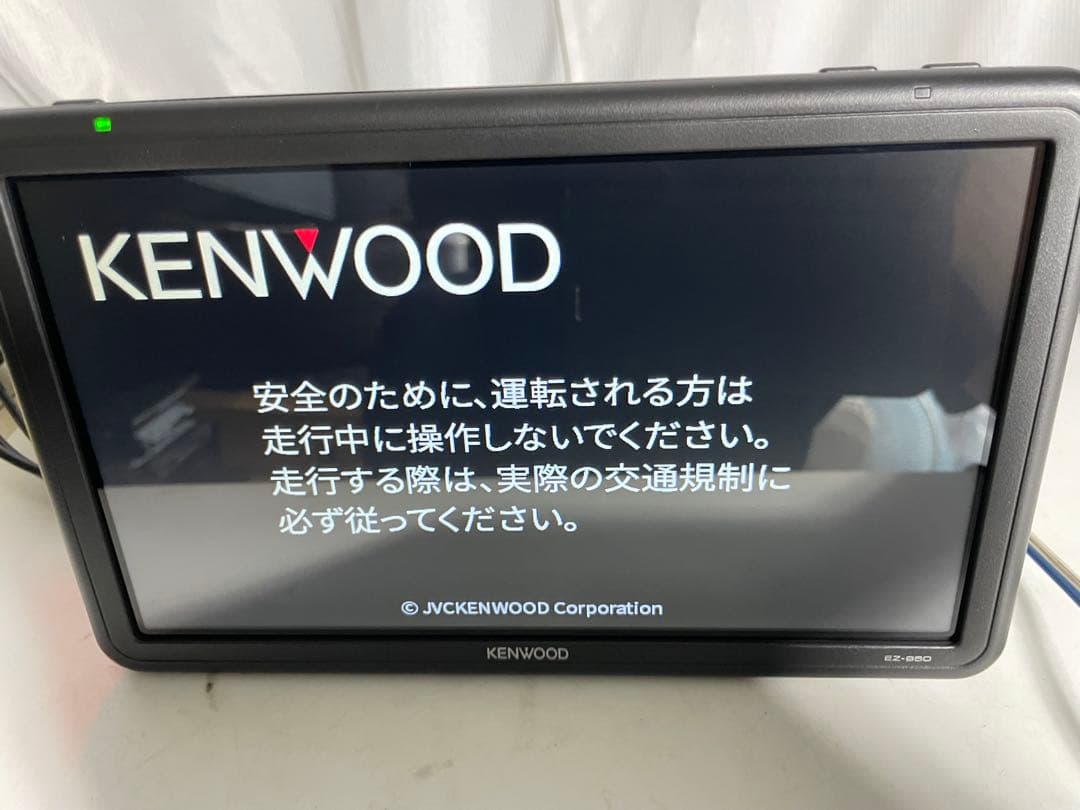 KENWOOD
安全のために、運転される方は
走行中に操作しないでください。
走行する際は、実際の交通規制に
必ず従ってください。
© JVCKENWOOD Corporation
KENWOOD
EZ-950